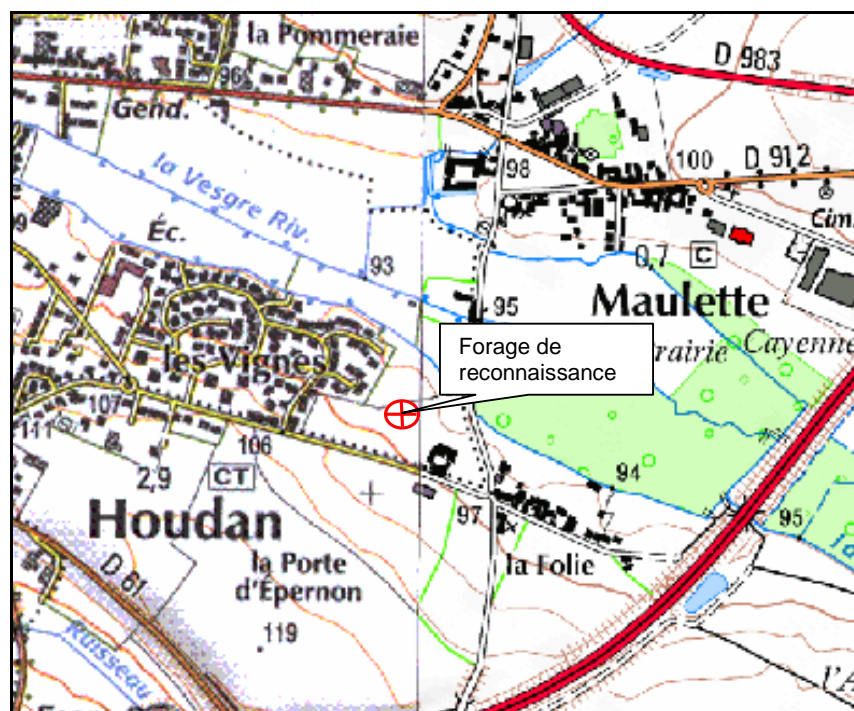 la Pommeraie
D 983
96
Gend.
98
100
D 912
la Vesgre Riv.
Cim.
Éc.
93
0,7
C
95
Maulette
Forage de
reconnaissance
rairie
Cayenne
les Vignes
107
111
106
2,9
CT
94
97
95
Houdan
la Folie
D 61
la Porte
d'Épernon
119
Ruisseau
l'A